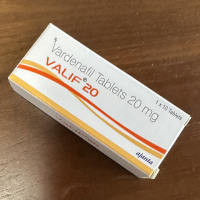 Vardenafil Tablets 20 mg
VALIF® 20
1 x 10 Tablets
ajanta